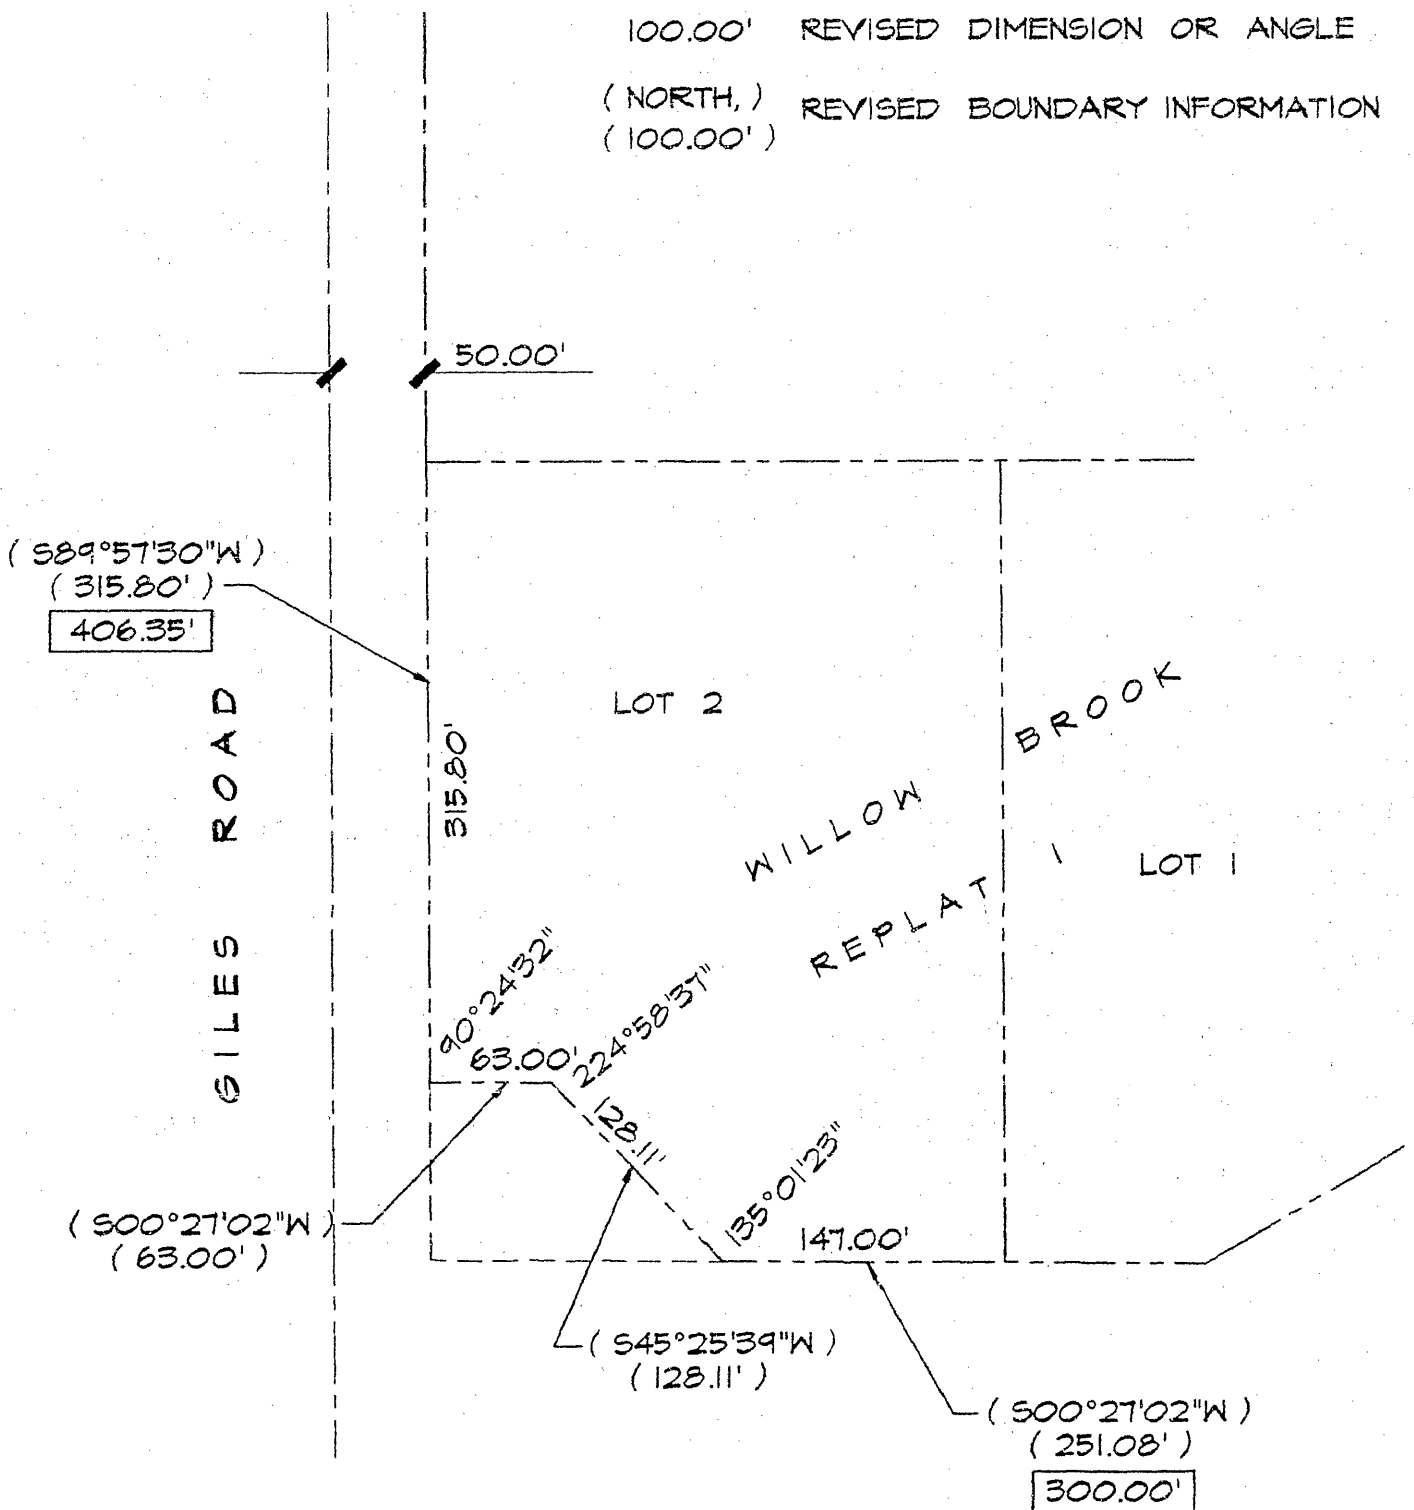 100.00' REVISED DIMENSION OR ANGLE
( NORTH, ) REVISED BOUNDARY INFORMATION
( 100.00' )
50.00'
( S89°57'30"W )
( 315.80' )
406.35'
GILES ROAD
315.80'
LOT 2
WILLOW BROOK
REPLAT 1
LOT 1
90°24'32"
63.00'
224°58'37"
128.11'
135°01'23"
147.00'
( S00°27'02"W )
( 63.00' )
( S45°25'39"W )
( 128.11' )
( S00°27'02"W )
( 251.08' )
300.00'